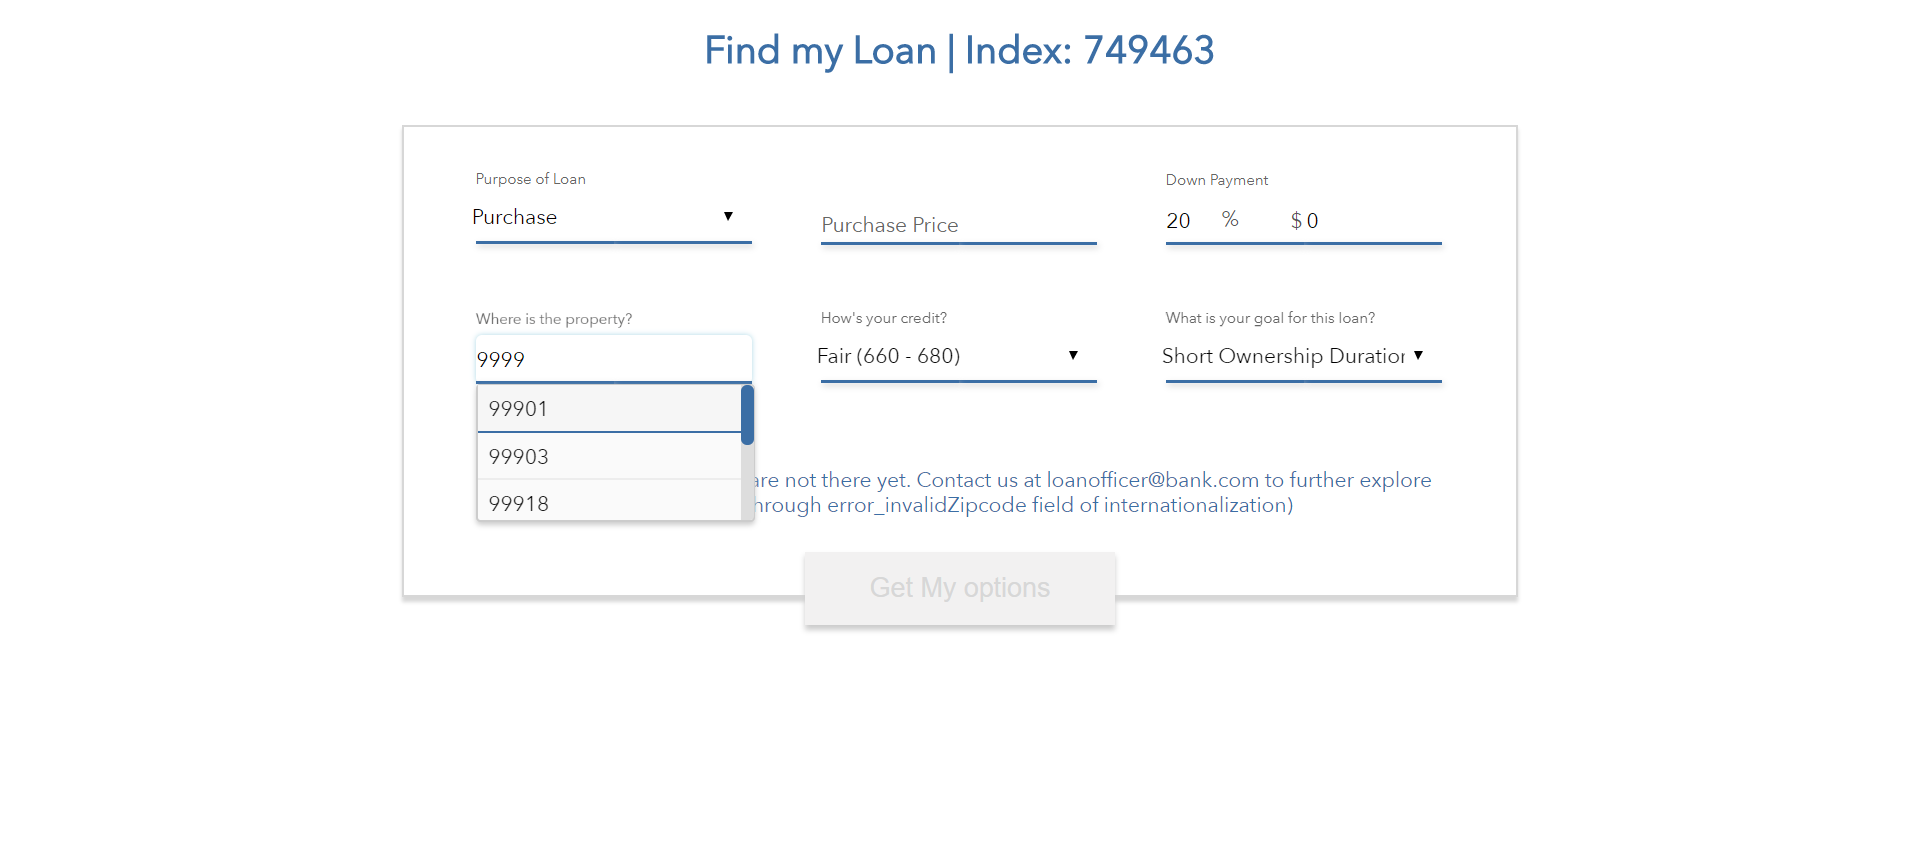 Find my Loan | Index: 749463
Purpose of Loan
Purchase
Purchase Price
Down Payment
20 % $ 0
Where is the property?
9999
How's your credit?
Fair (660 - 680)
What is your goal for this loan?
Short Ownership Duration
99901
99903
99918
are not there yet. Contact us at loanofficer@bank.com to further explore
hrough error_invalidZipcode field of internationalization)
Get My options